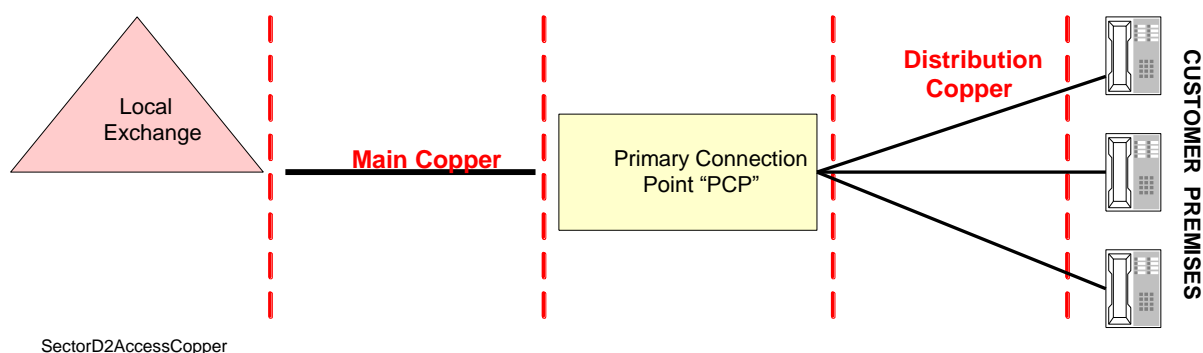 Local
Exchange
Main Copper
Primary Connection
Point “PCP”
Distribution
Copper
CUSTOMER PREMISES
SectorD2AccessCopper